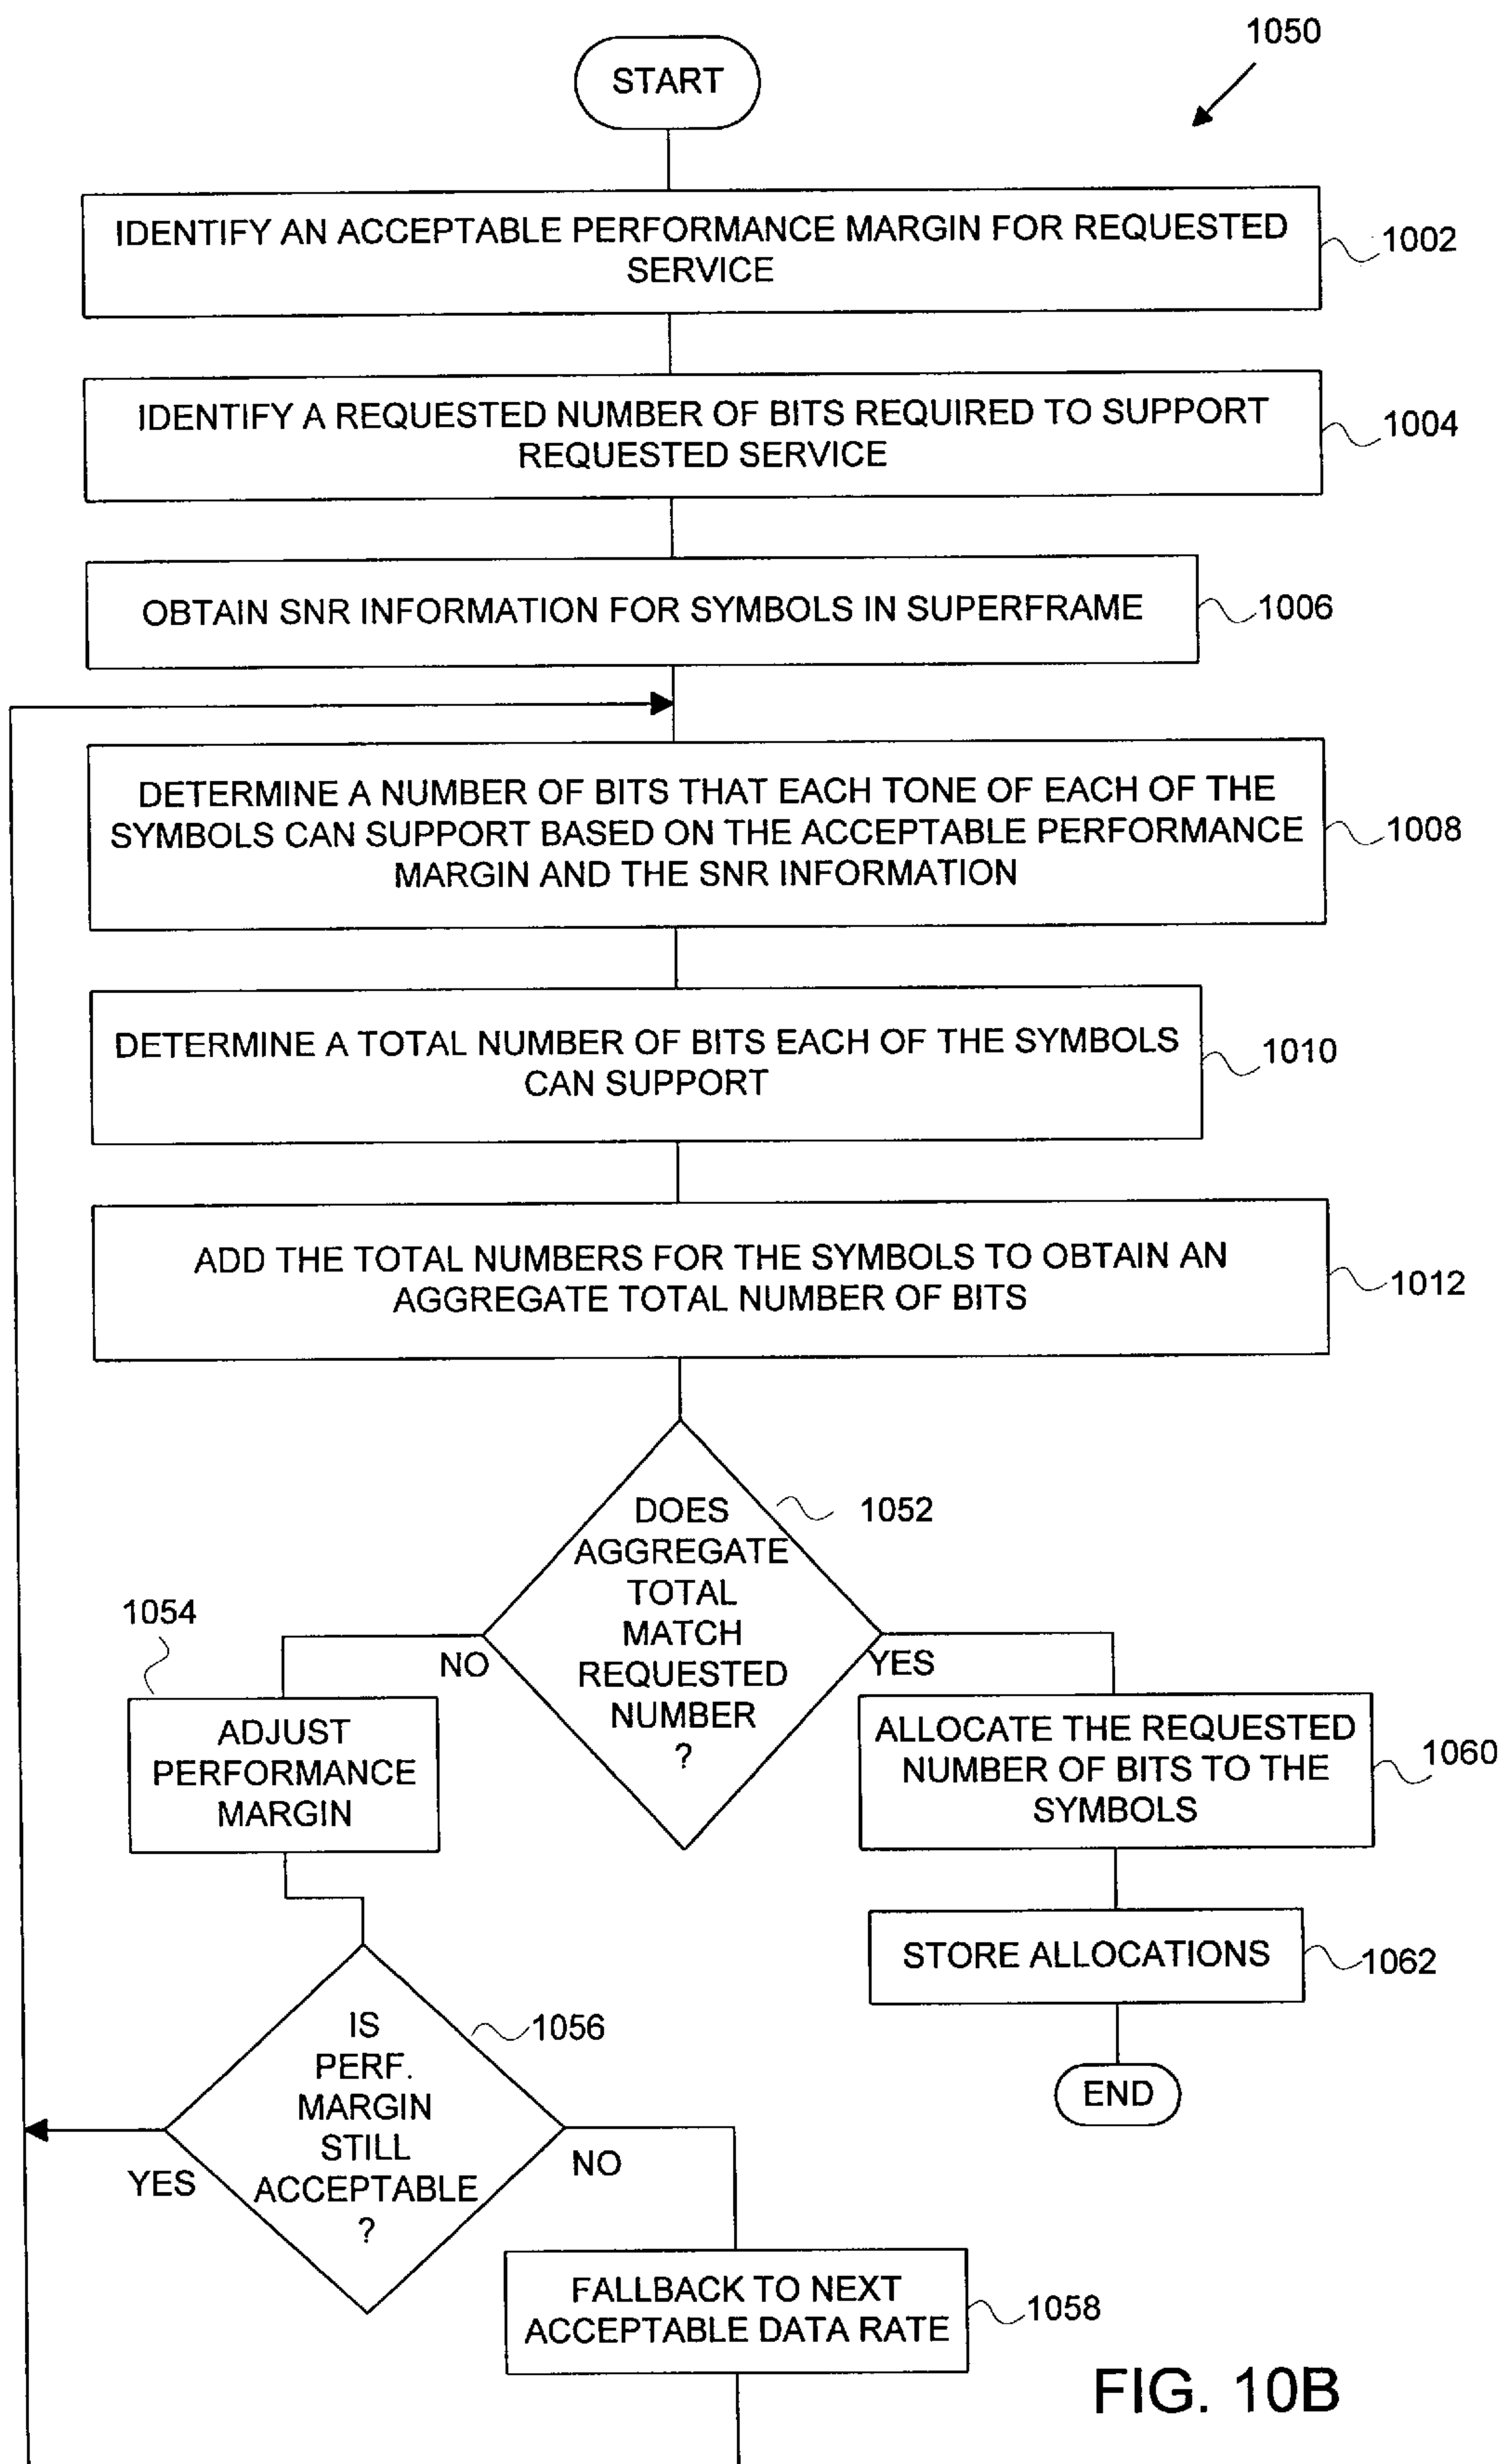 1050
START
IDENTIFY AN ACCEPTABLE PERFORMANCE MARGIN FOR REQUESTED
SERVICE
1002
IDENTIFY A REQUESTED NUMBER OF BITS REQUIRED TO SUPPORT
REQUESTED SERVICE
1004
OBTAIN SNR INFORMATION FOR SYMBOLS IN SUPERFRAME
1006
DETERMINE A NUMBER OF BITS THAT EACH TONE OF EACH OF THE
SYMBOLS CAN SUPPORT BASED ON THE ACCEPTABLE PERFORMANCE
MARGIN AND THE SNR INFORMATION
1008
DETERMINE A TOTAL NUMBER OF BITS EACH OF THE SYMBOLS
CAN SUPPORT
1010
ADD THE TOTAL NUMBERS FOR THE SYMBOLS TO OBTAIN AN
AGGREGATE TOTAL NUMBER OF BITS
1012
DOES
AGGREGATE
TOTAL
MATCH
REQUESTED
NUMBER
?
1052
NO
YES
1054
ADJUST
PERFORMANCE
MARGIN
ALLOCATE THE REQUESTED
NUMBER OF BITS TO THE
SYMBOLS
1060
STORE ALLOCATIONS
1062
END
IS
PERF.
MARGIN
STILL
ACCEPTABLE
?
1056
YES
NO
FALLBACK TO NEXT
ACCEPTABLE DATA RATE
1058
FIG. 10B